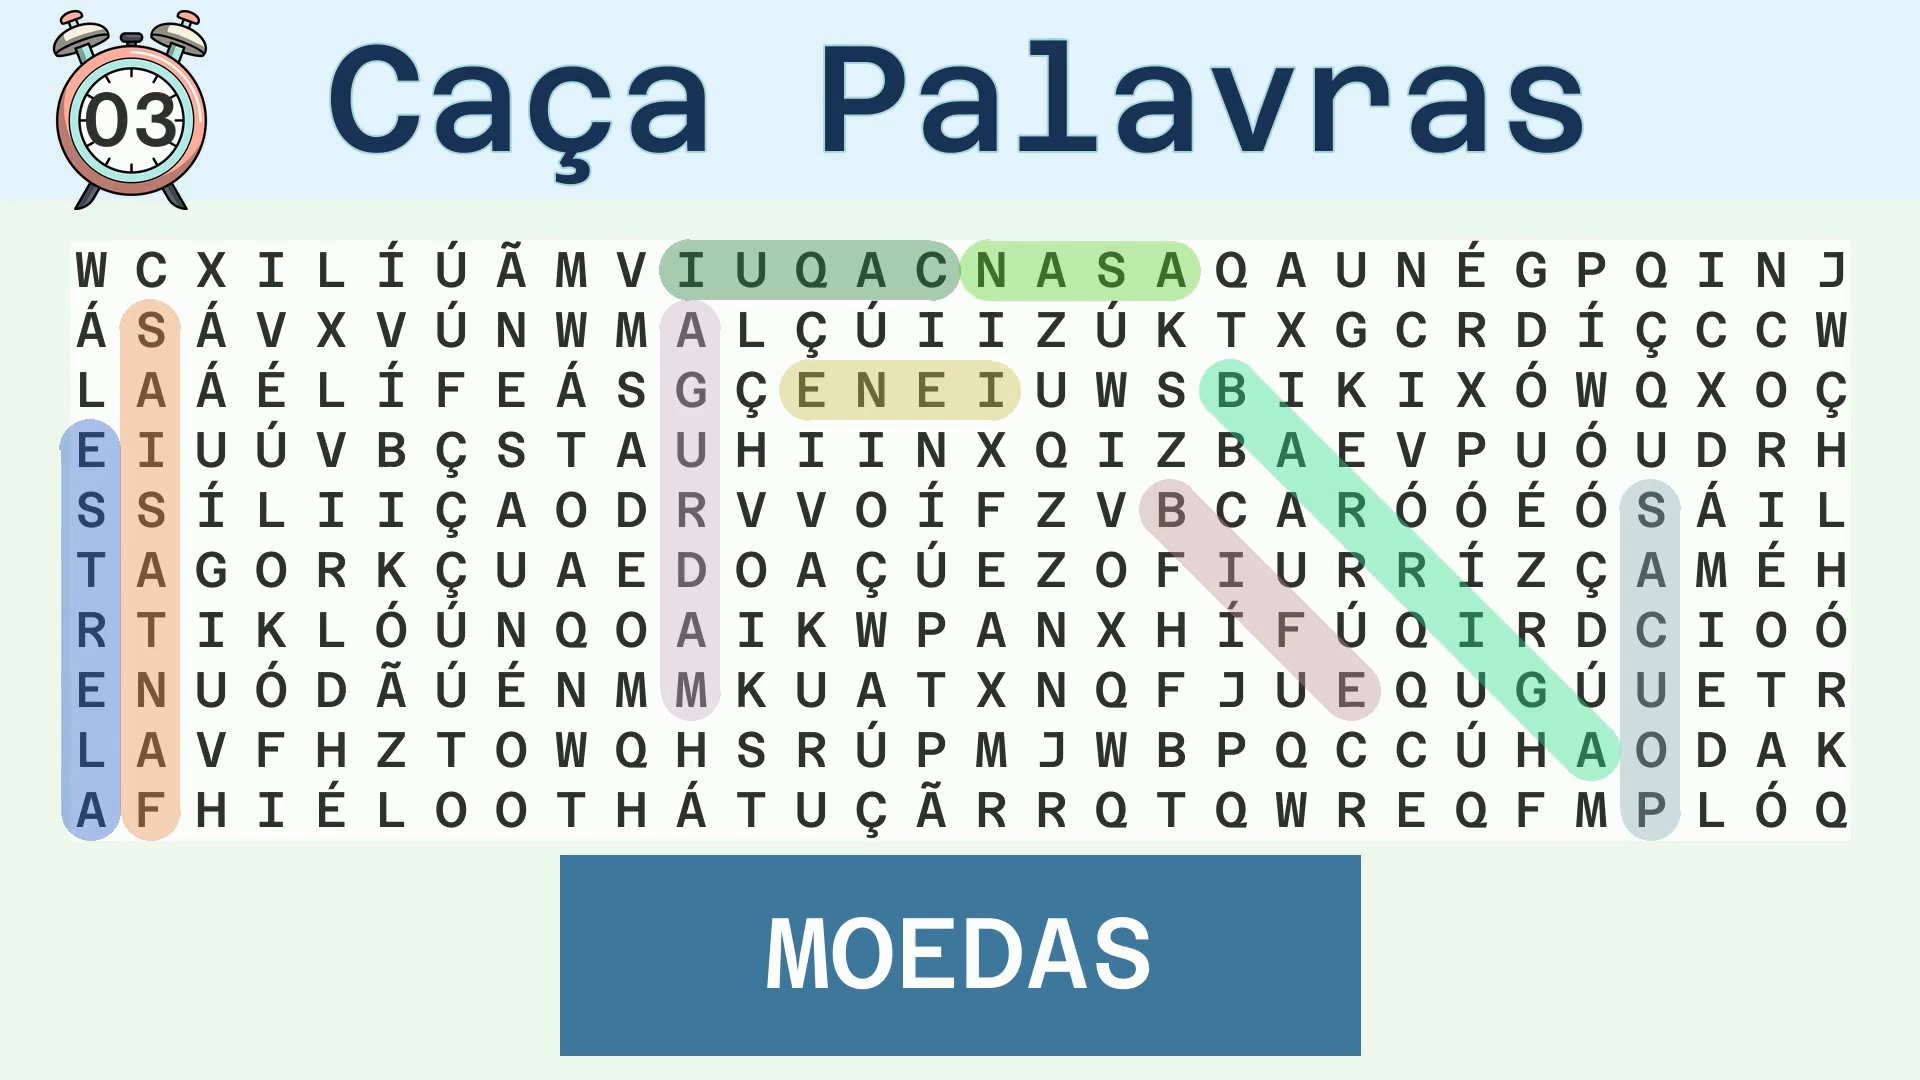 03
Caça Palavras
W C X I L Í Ú Ã M V I U Q A C N A S A Q A U N É G P Q I N J
Á S Á V X V Ú N W M A L Ç Ú I I Z Ú K T X G C R D Í Ç C C W
L A Á É L Í F E Á S G Ç E N E I U W S B I K I X Ó W Q X O Ç
E I U Ú V B Ç S T A U H I I N X Q I Z B A E V P U Ó U D R H
S S Í L I I Ç A O D R V V O Í F Z V B C A R Ó Ó É Ó S Á I L
T A G O R K Ç U A E D O A Ç Ú E Z O F I U R R Í Z Ç A M É H
R T I K L Ó Ú N Q O A I K W P A N X H Í F Ú Q I R D C I O Ó
E N U Ó D Ã Ú É N M M K U A T X N Q F J U E Q U G Ú U E T R
L A V F H Z T O W Q H S R Ú P M J W B P Q C C Ú H A O D A K
A F H I É L O O T H Á T U Ç Ã R R Q T Q W R E Q F M P L Ó Q
MOEDAS